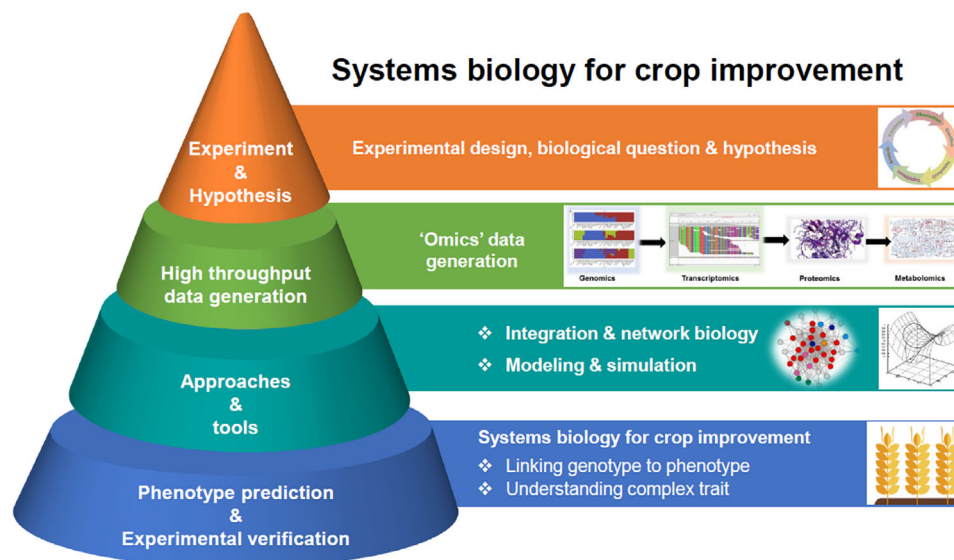 Systems biology for crop improvement
Experiment
&
Hypothesis
Experimental design, biological question & hypothesis
High throughput
data generation
'Omics' data
generation
Genomics
Transcriptomics
Proteomics
Metabolomics
Approaches
&
tools
❖ Integration & network biology
❖ Modeling & simulation
Phenotype prediction
&
Experimental verification
Systems biology for crop improvement
❖ Linking genotype to phenotype
❖ Understanding complex trait